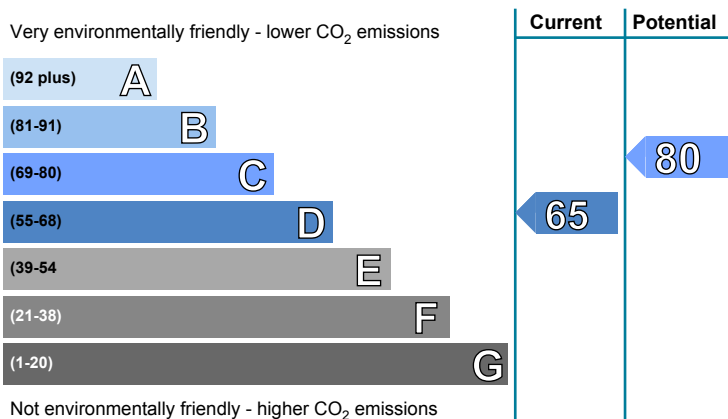 Current Potential
Very environmentally friendly - lower CO2 emissions
(92 plus) A
(81-91) B
(69-80) C
80
(55-68) D
65
(39-54 E
(21-38) F
(1-20) G
Not environmentally friendly - higher CO2 emissions